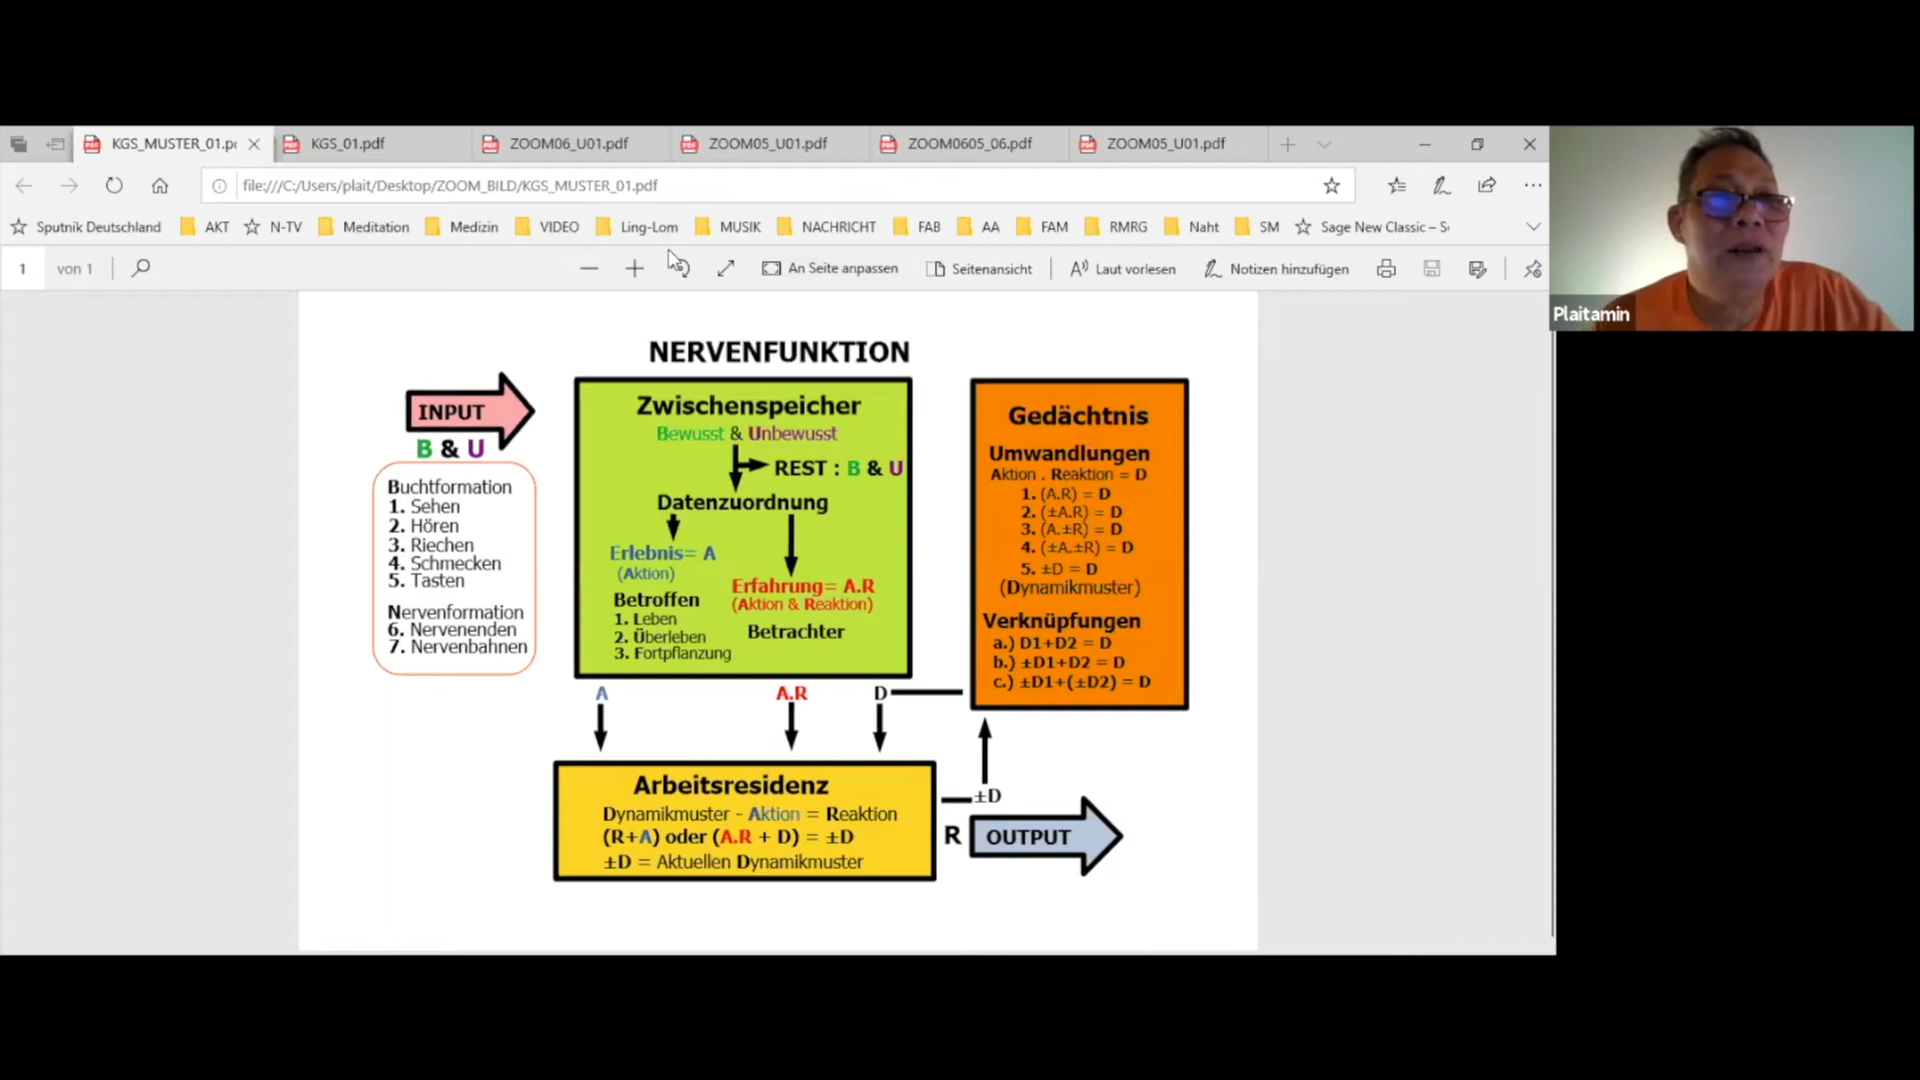 KGS_MUSTER_01.p
KGS_01.pdf
ZOOM06_U01.pdf
ZOOM05_U01.pdf
ZOOM0605_06.pdf
ZOOM05_U01.pdf
file:///C:/Users/plait/Desktop/ZOOM_BILD/KGS_MUSTER_01.pdf
Sputnik Deutschland AKT N-TV Meditation Medizin VIDEO Ling-Lom MUSIK NACHRICHT FAB AA FAM RMRG Naht SM Sage New Classic – S
1 von 1 An Seite anpassen Seitenansicht Laut vorlesen Notizen hinzufügen
Plaitamin
NERVENFUNKTION
INPUT
B & U
Buchtformation
1. Sehen
2. Hören
3. Riechen
4. Schmecken
5. Tasten
Nervenformation
6. Nervenenden
7. Nervenbahnen
Zwischenspeicher
Bewusst & Unbewusst
REST : B & U
Datenzuordnung
Erlebnis= A
(Aktion)
Betroffen
1. Leben
2. Überleben
3. Fortpflanzung
Erfahrung= A.R
(Aktion & Reaktion)
Betrachter
Gedächtnis
Umwandlungen
Aktion . Reaktion = D
1. (A.R) = D
2. (±A.R) = D
3. (A.±R) = D
4. (±A.±R) = D
5. ±D = D
(Dynamikmuster)
Verknüpfungen
a.) D1+D2 = D
b.) ±D1+D2 = D
c.) ±D1+(±D2) = D
A
A.R
D
Arbeitsresidenz
Dynamikmuster - Aktion = Reaktion
(R+A) oder (A.R + D) = ±D
±D = Aktuellen Dynamikmuster
±D
R
OUTPUT